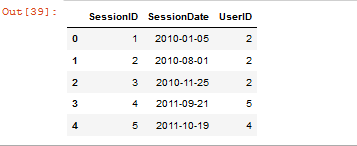 Out[39]:
SessionID SessionDate UserID
0 1 2010-01-05 2
1 2 2010-08-01 2
2 3 2010-11-25 2
3 4 2011-09-21 5
4 5 2011-10-19 4